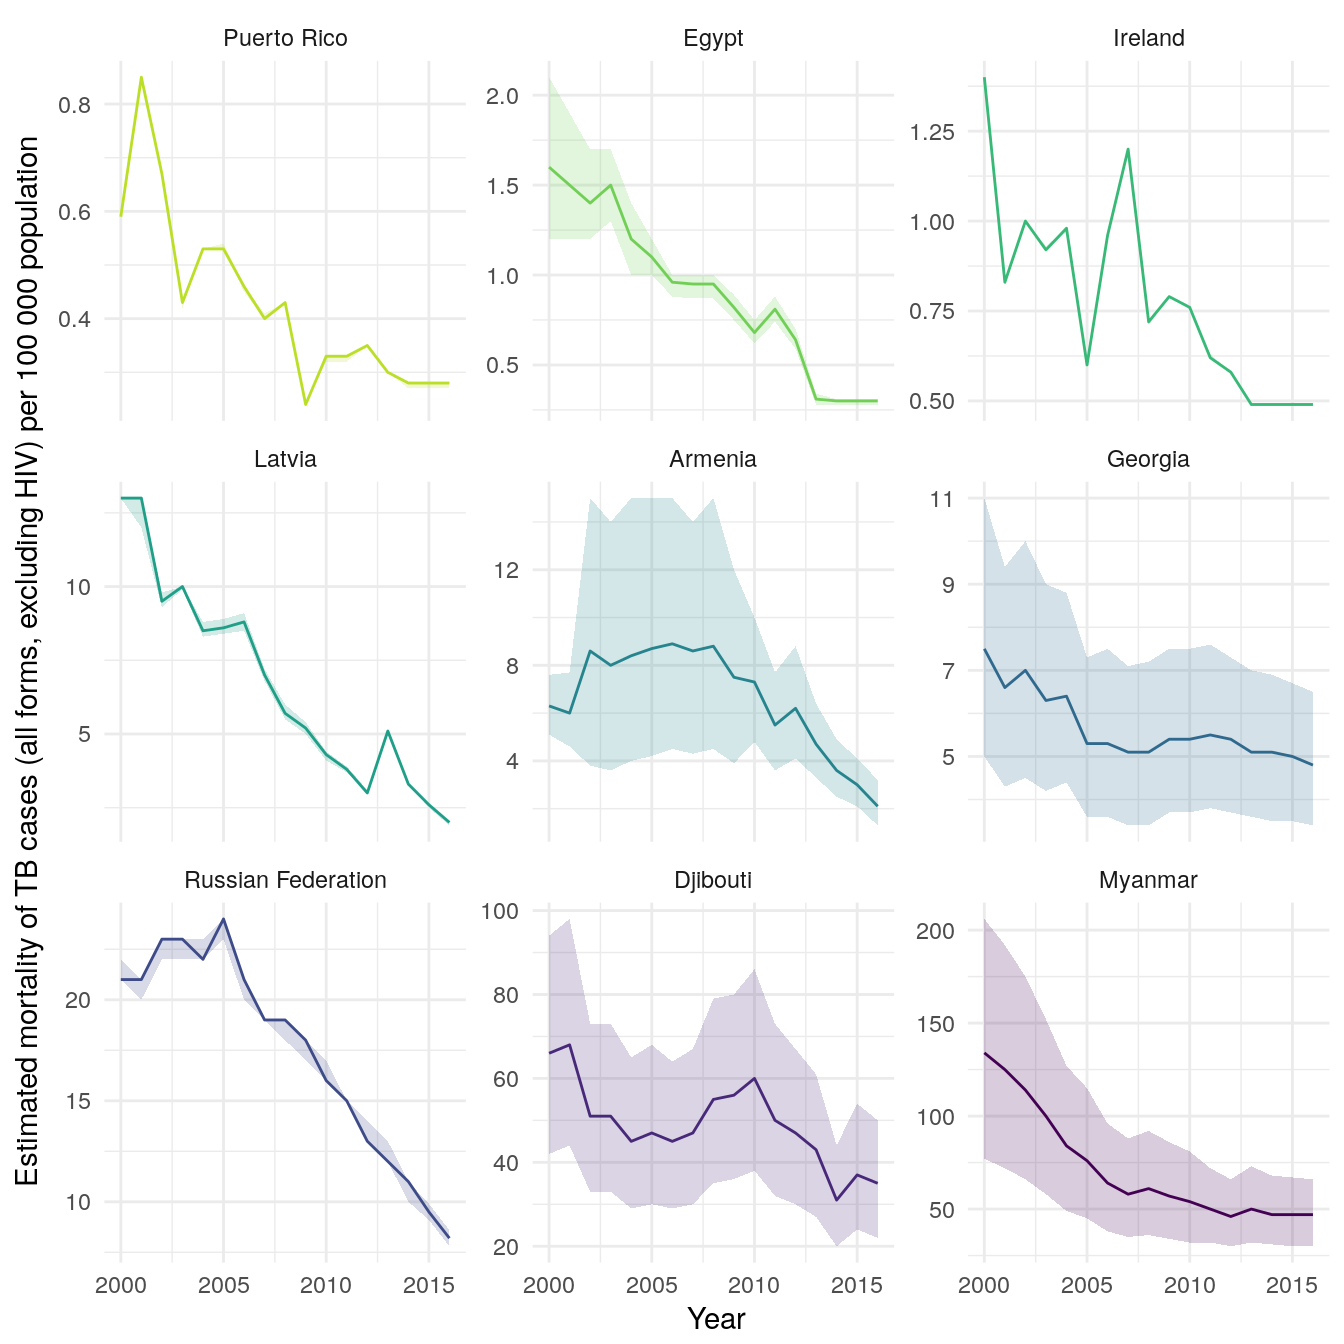 Puerto Rico
Egypt
Ireland
0.8
0.6
0.4
2.0
1.5
1.0
0.5
1.25
1.00
0.75
0.50
Latvia
Armenia
Georgia
10
5
12
8
4
11
9
7
5
Russian Federation
Djibouti
Myanmar
20
15
10
100
80
60
40
20
200
150
100
50
2000 2005 2010 2015
2000 2005 2010 2015
2000 2005 2010 2015
Year
Estimated mortality of TB cases (all forms, excluding HIV) per 100 000 population